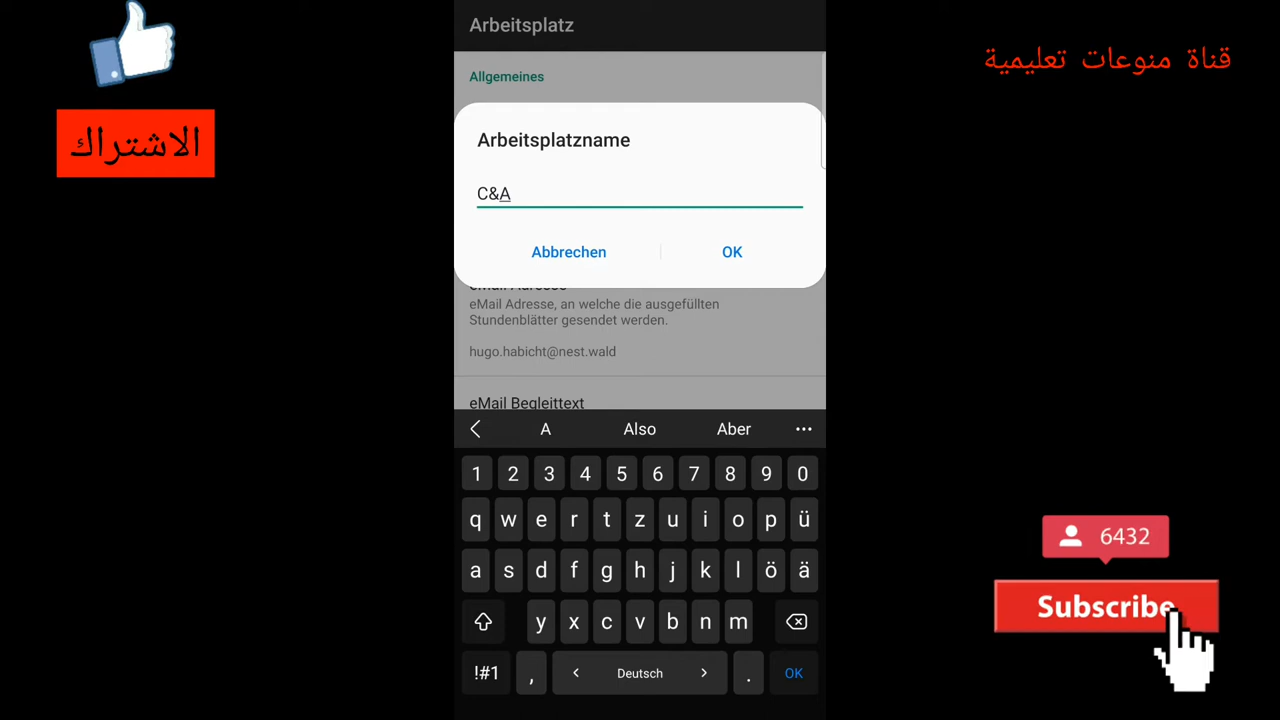 الاشتراك
قناة منوعات تعليمية
Arbeitsplatz
Allgemeines
Arbeitsplatzname
C&A
Abbrechen OK
eMail Adresse
eMail Adresse, an welche die ausgefüllten
Stundenblätter gesendet werden.
hugo.habicht@nest.wald
eMail Begleittext
A Also Aber ...
1 2 3 4 5 6 7 8 9 0
q w e r t z u i o p ü
a s d f g h j k l ö ä
y x c v b n m
!#1 , < Deutsch > . OK
6432
Subscribe